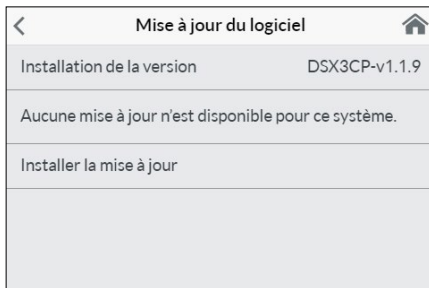 Mise à jour du logiciel
Installation de la version DSX3CP-v1.1.9
Aucune mise à jour n'est disponible pour ce système.
Installer la mise à jour